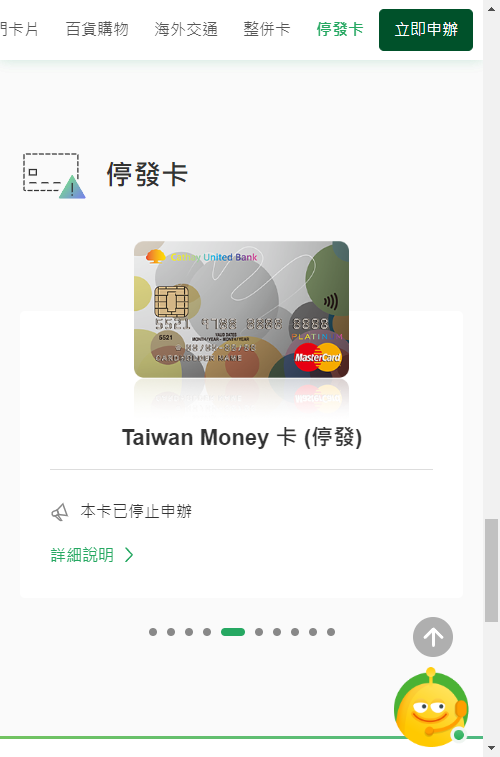 門卡片 百貨購物 海外交通 整併卡 停發卡 立即申辦
停發卡
Cathay United Bank
5521
VALID DATES
MONTH/YEAR - MONTH/YEAR
PLATINUM
CARDHOLDER NAME
MasterCard
Taiwan Money 卡 (停發)
本卡已停止申辦
詳細說明